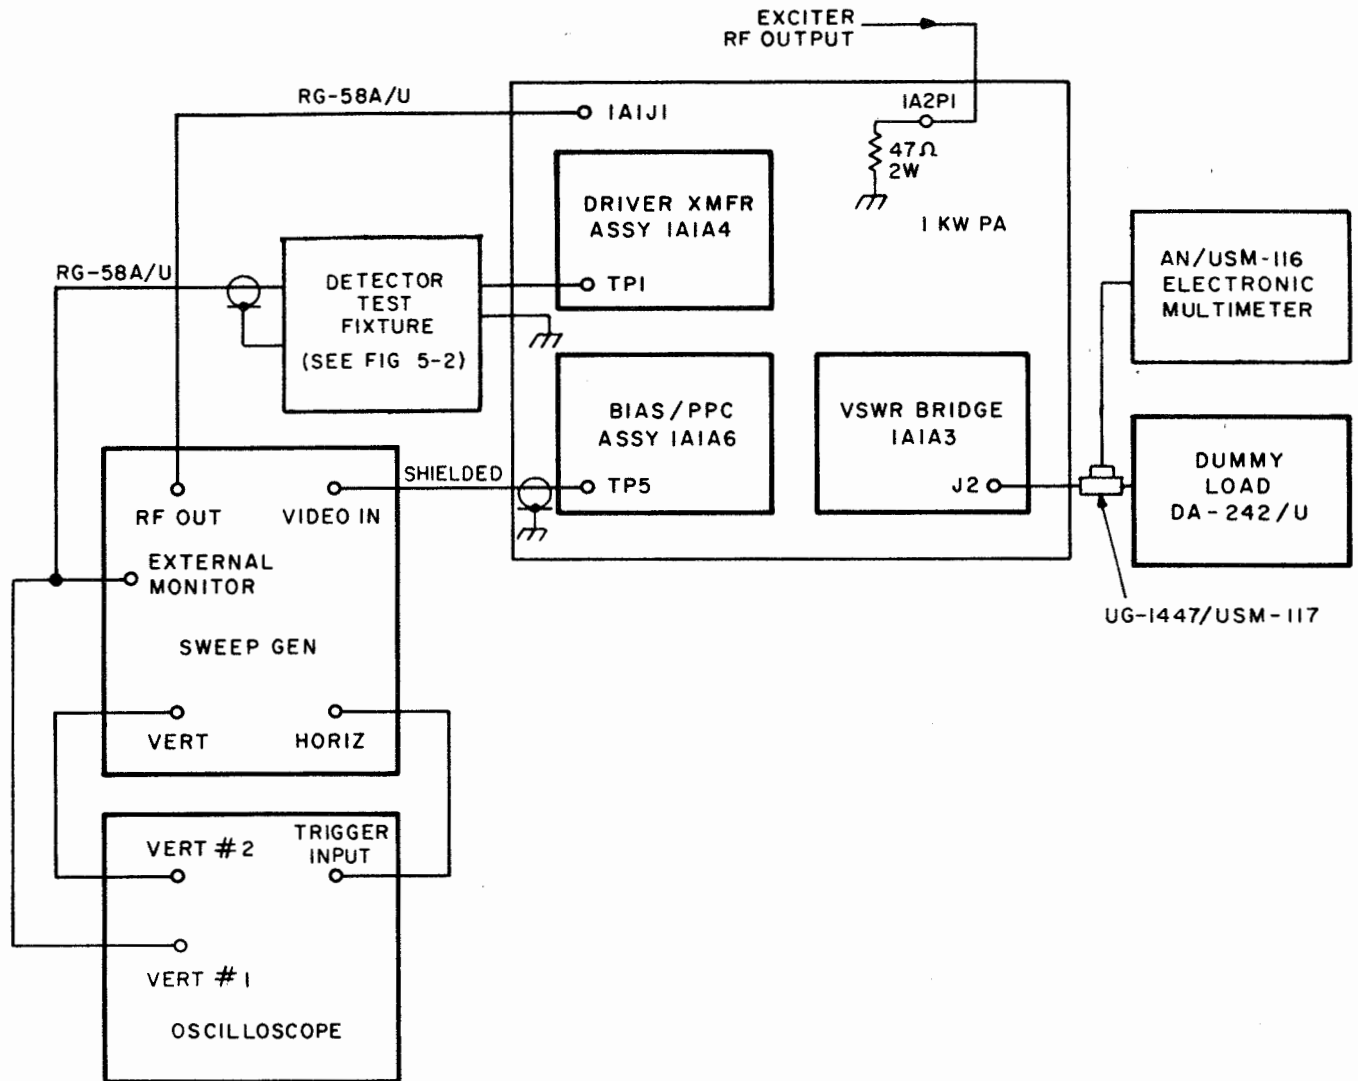 EXCITER
RF OUTPUT
RG-58A/U
1A1J1
1A2P1
47Ω
2W
DRIVER XMFR
ASSY 1A1A4
TP1
1 KW PA
RG-58A/U
DETECTOR
TEST
FIXTURE
(SEE FIG 5-2)
AN/USM-116
ELECTRONIC
MULTIMETER
BIAS/PPC
ASSY 1A1A6
TP5
VSWR BRIDGE
1A1A3
J2
DUMMY
LOAD
DA-242/U
SHIELDED
RF OUT
VIDEO IN
EXTERNAL
MONITOR
UG-1447/USM-117
SWEEP GEN
VERT
HORIZ
VERT #2
TRIGGER
INPUT
VERT #1
OSCILLOSCOPE